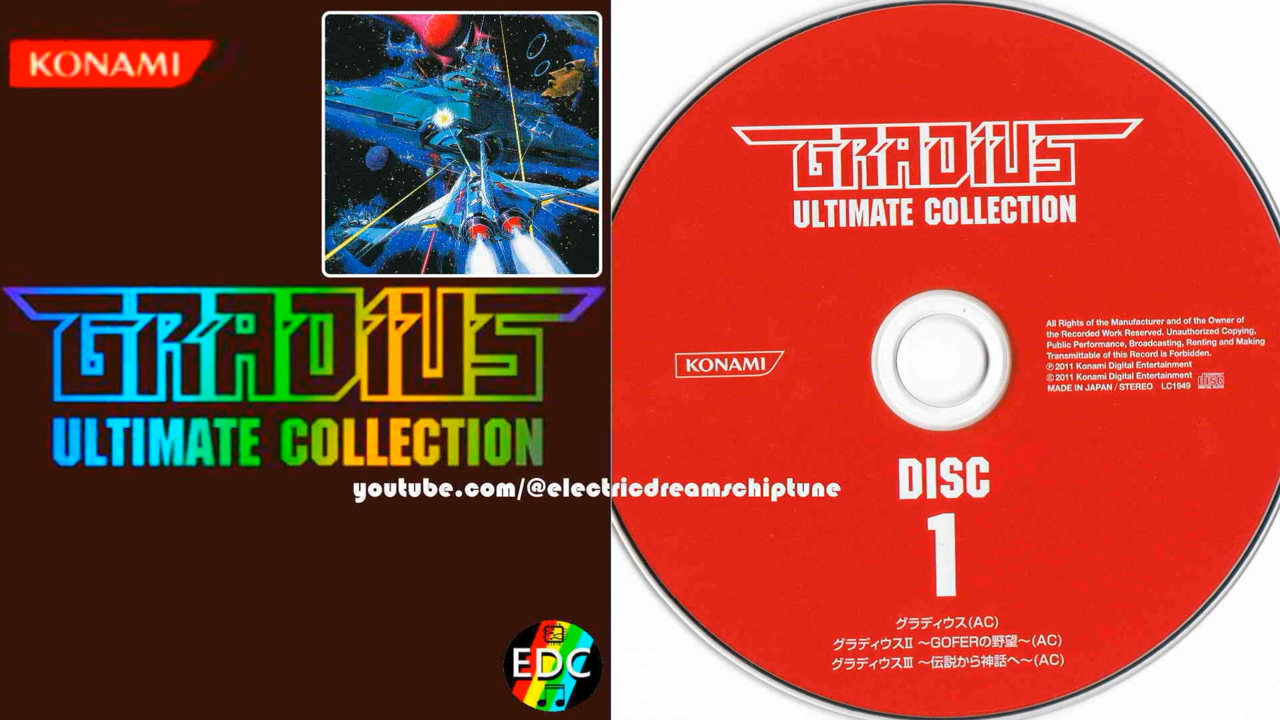 KONAMI
GRADIUS
ULTIMATE COLLECTION
youtube.com/@electricdreamschiptune
EDC
GRADIUS
ULTIMATE COLLECTION
KONAMI
All Rights of the Manufacturer and of the Owner of
the Recorded Work Reserved. Unauthorized Copying,
Public Performance, Broadcasting, Renting and Making
Transmittable of this Record is Forbidden.
Ⓟ2011 Konami Digital Entertainment
©2011 Konami Digital Entertainment
MADE IN JAPAN / STEREO LC1949
DISC
1
グラディウス(AC)
グラディウスⅡ ～GOFERの野望～(AC)
グラディウスⅢ ～伝説から神話へ～(AC)